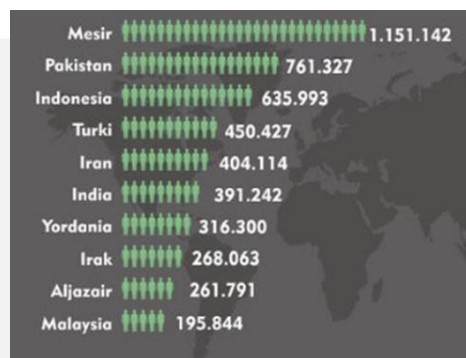 Mesir 1.151.142
Pakistan 761.327
Indonesia 635.993
Turki 450.427
Iran 404.114
India 391.242
Yordania 316.300
Irak 268.063
Aljazair 261.791
Malaysia 195.844